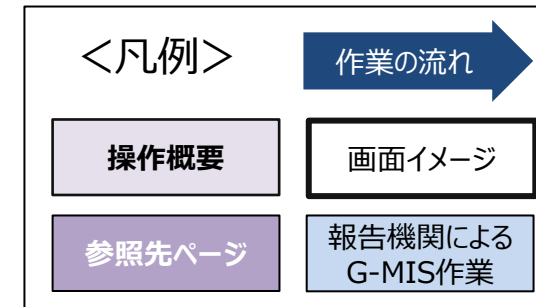 ＜凡例＞
作業の流れ
操作概要
画面イメージ
参照先ページ
報告機関による
G-MIS作業